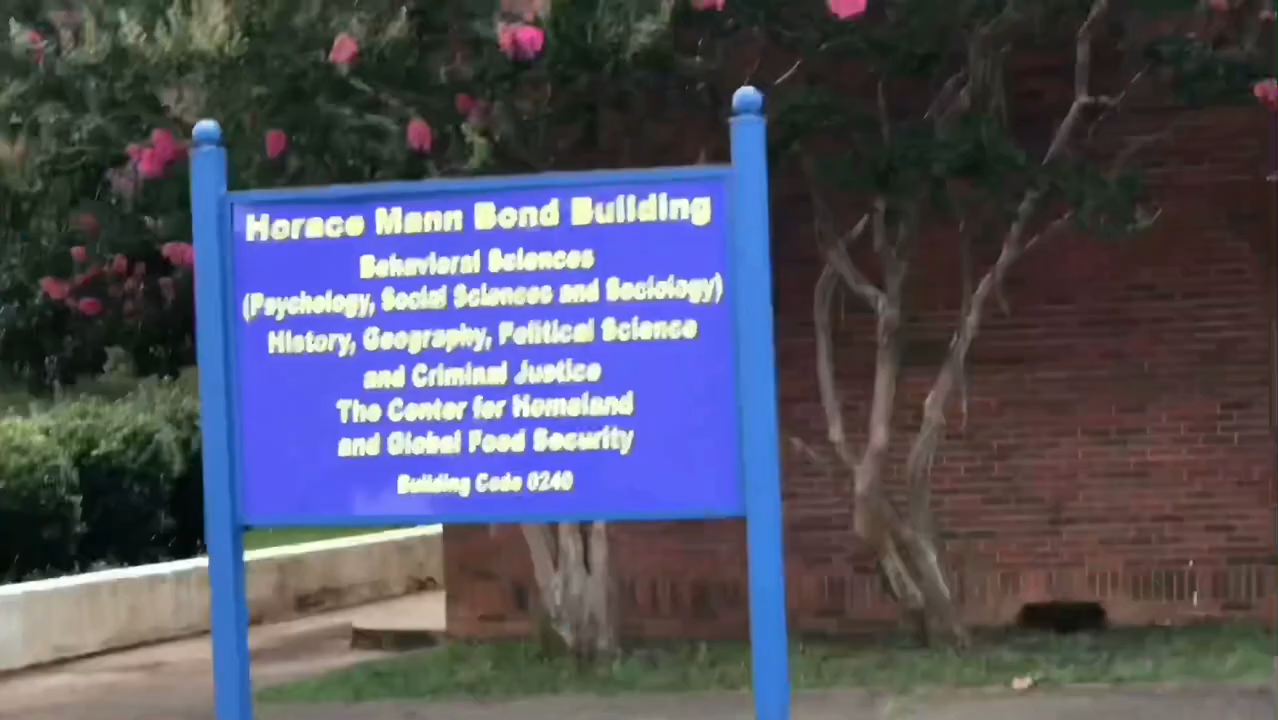 Horace Mann Bond Building
Behavioral Sciences
(Psychology, Social Sciences and Sociology)
History, Geography, Political Science
and Criminal Justice
The Center for Homeland
and Global Food Security
Building Code 0240